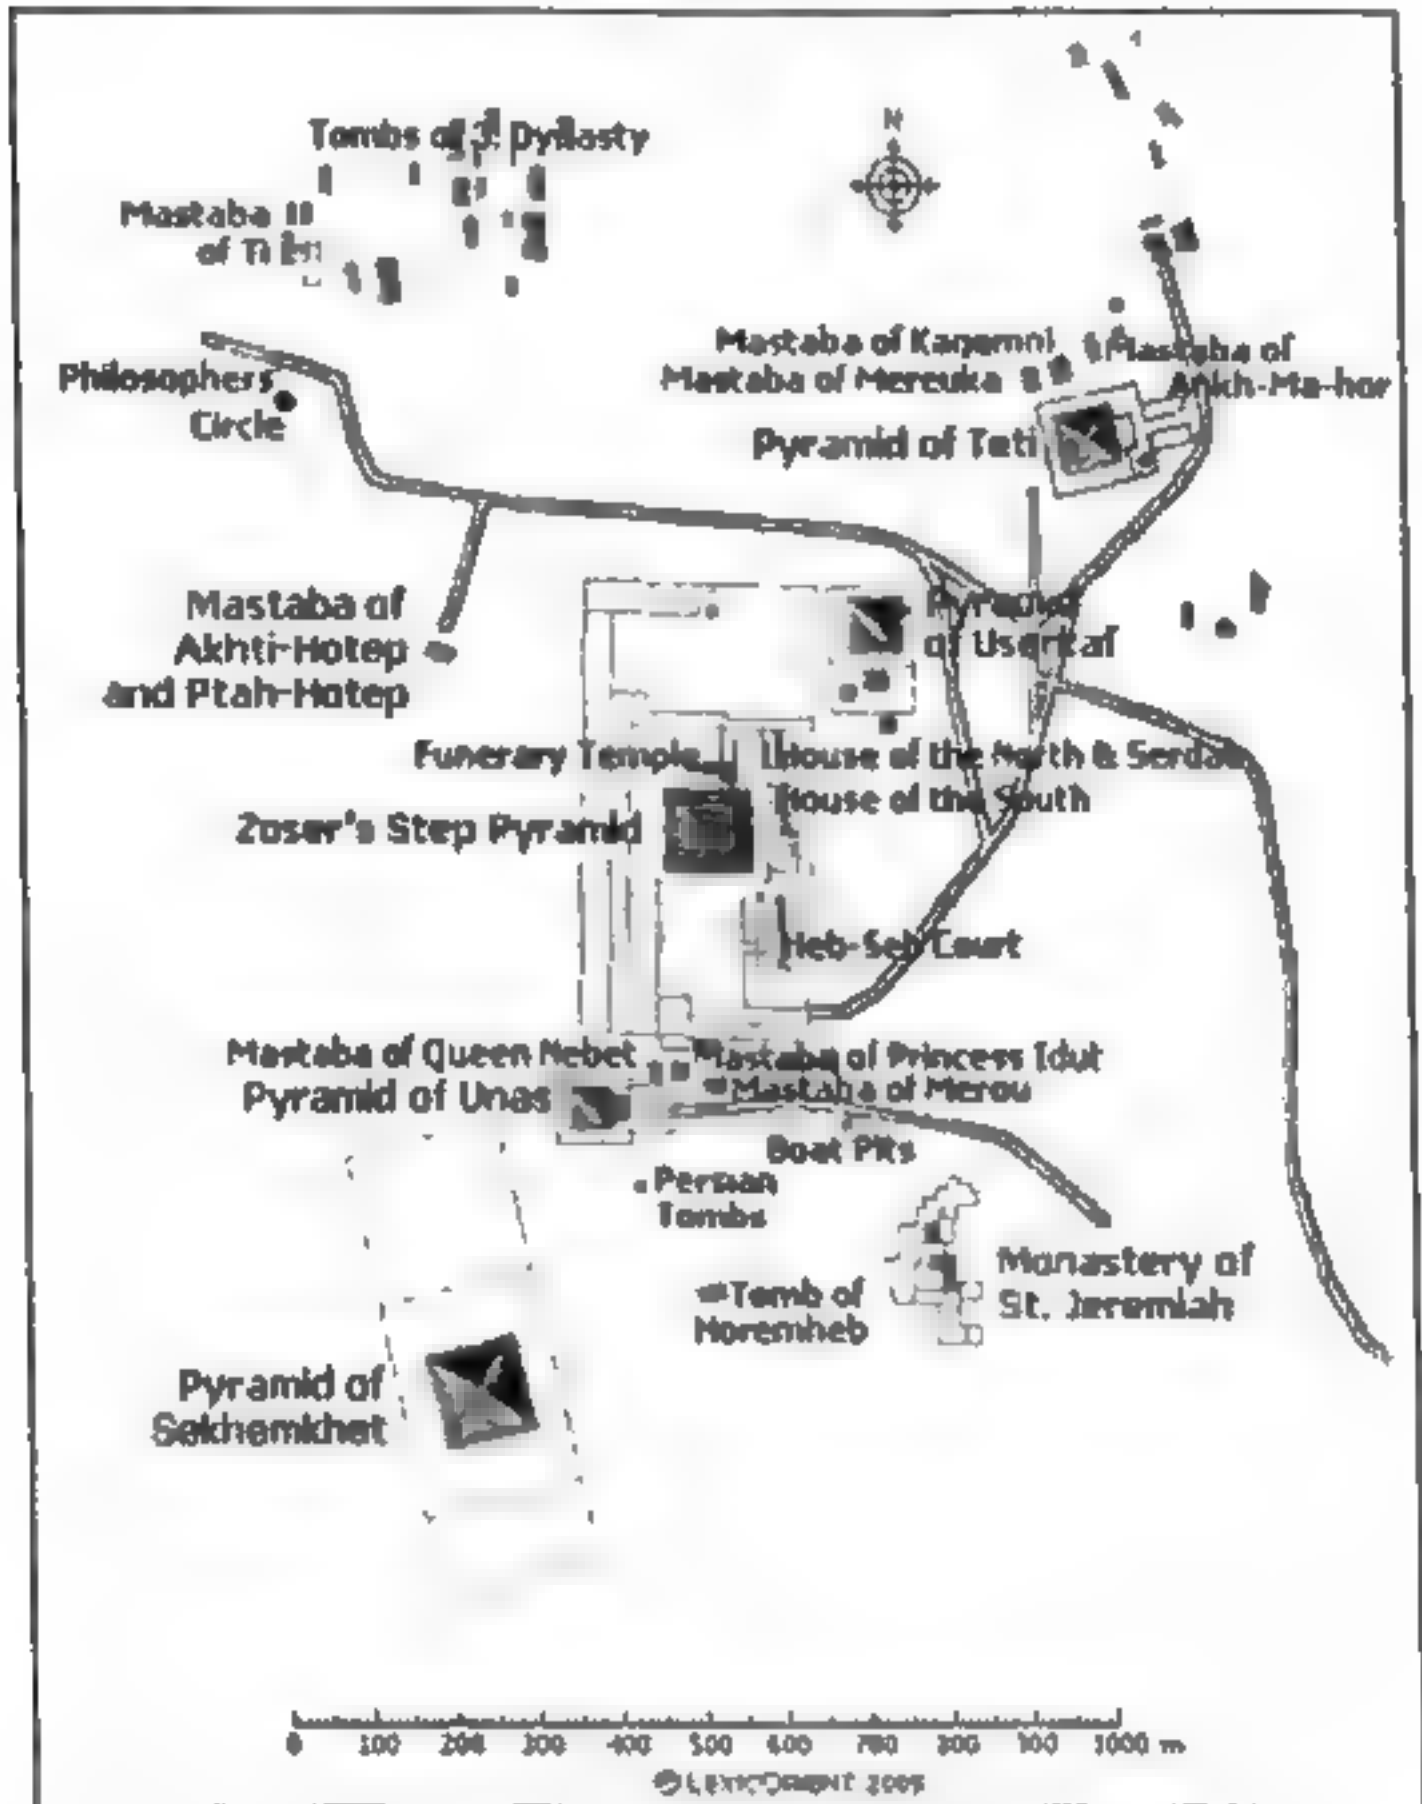 Tombs of 3. Dynasty
N
Mastaba
of Ti
Mastaba of Kagemni
Mastaba of
Mastaba of Mereuka
Ankh-Ma-hor
Philosophers
Circle
Pyramid of Teti
Mastaba of
Akhti-Hotep
and Ptah-Hotep
Pyramid
of Userkaf
Funerary Temple
House of the North & Serdab
House of the South
Zoser's Step Pyramid
Heb-Seb Court
Mastaba of Queen Nebet
Mastaba of Princess Idut
Pyramid of Unas
Mastaba of Merou
Boat Pits
Persian
Tombs
Monastery of
St. Jeremiah
Tomb of
Horemheb
Pyramid of
Sekhemkhet
0 100 200 300 400 500 600 700 800 900 1000 m
© LEXICORIENT 2005